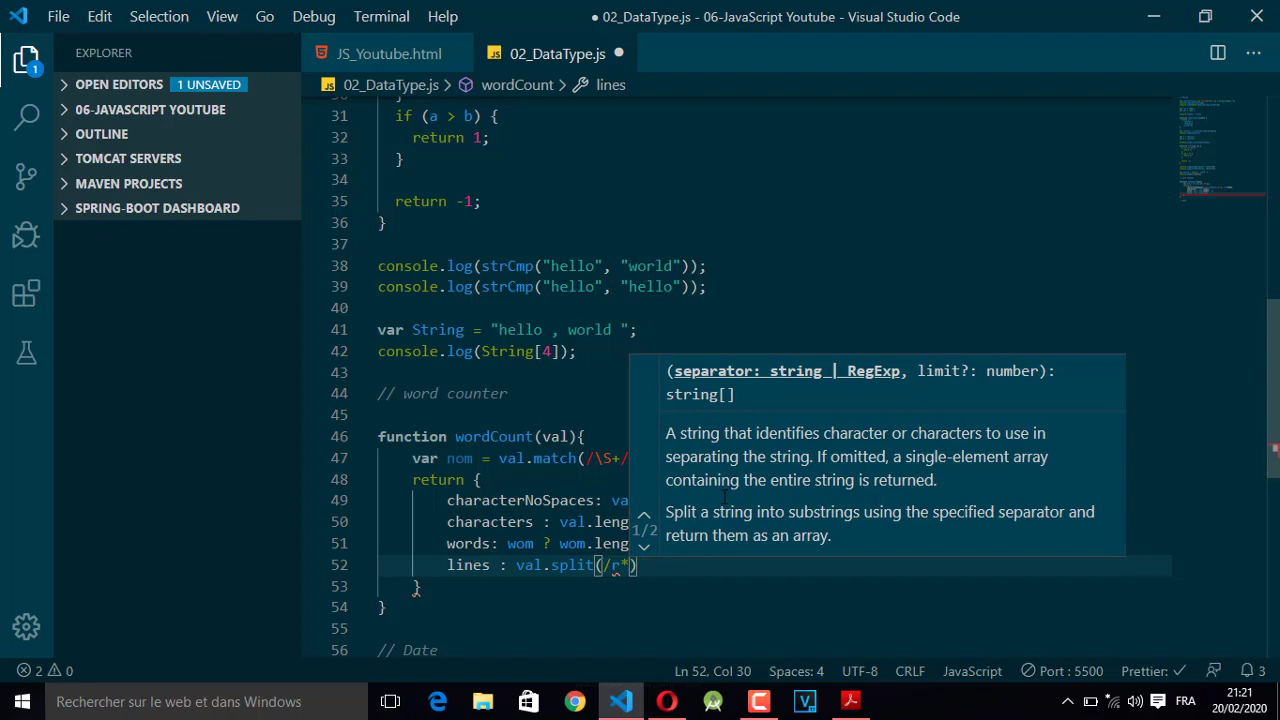 File Edit Selection View Go Debug Terminal Help
● 02_DataType.js - 06-JavaScript Youtube - Visual Studio Code
EXPLORER
JS_Youtube.html
JS 02_DataType.js ●
1
OPEN EDITORS 1 UNSAVED
06-JAVASCRIPT YOUTUBE
OUTLINE
TOMCAT SERVERS
MAVEN PROJECTS
SPRING-BOOT DASHBOARD
JS 02_DataType.js > wordCount > lines
31 if (a > b) {
32 return 1;
33 }
34
35 return -1;
36 }
37
38 console.log(strCmp("hello", "world"));
39 console.log(strCmp("hello", "hello"));
40
41 var String = "hello , world ";
42 console.log(String[4]);
43
44 // word counter
45
46 function wordCount(val){
47 var nom = val.match(/\S+/
48 return {
49 characterNoSpaces: va
50 characters : val.leng
51 words: wom ? wom.leng
52 lines : val.split(/r*)
53 }
54 }
55
56 // Date
(separator: string | RegExp, limit?: number):
string[]
A string that identifies character or characters to use in
separating the string. If omitted, a single-element array
containing the entire string is returned.
Split a string into substrings using the specified separator and
return them as an array.
1/2
2 0
Ln 52, Col 30 Spaces: 4 UTF-8 CRLF JavaScript Port : 5500 Prettier: ✓ 3
Rechercher sur le web et dans Windows
FRA
21:21
20/02/2020